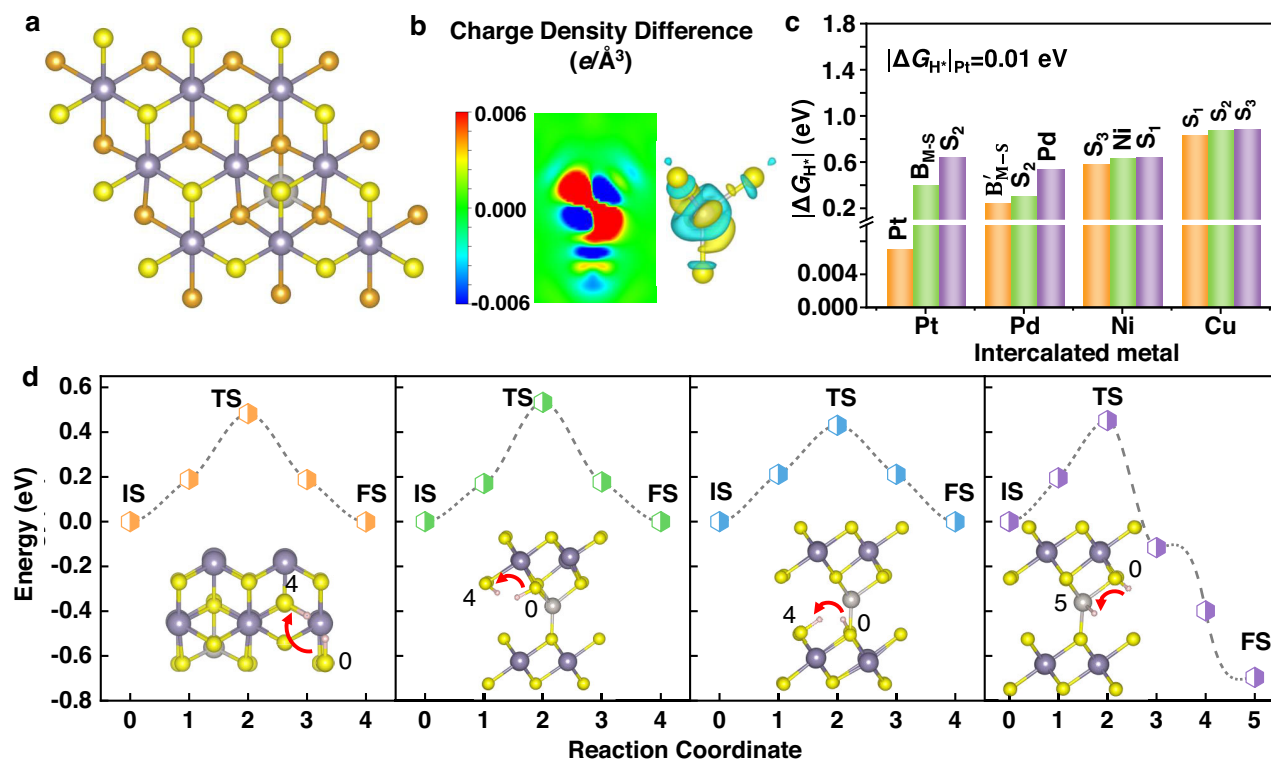 a
b
Charge Density Difference
(e/Å³)
0.006
0.000
-0.006
c
|ΔG_H*| (eV)
1.8
1.4
1.0
0.6
0.2
0.004
0.000
|ΔG_H*|_Pt=0.01 eV
Pt
B_M-S
S₂
B′_M–S
S₂
Pd
S₃
Ni
S₁
S₁
S₂
S₃
Pt Pd Ni Cu
Intercalated metal
d
Energy (eV)
0.6
0.4
0.2
0.0
-0.2
-0.4
-0.6
-0.8
IS
TS
FS
4
0
0 1 2 3 4
IS
TS
FS
4
0
0 1 2 3 4
IS
TS
FS
4
0
0 1 2 3 4
IS
TS
FS
0
5
0 1 2 3 4 5
Reaction Coordinate